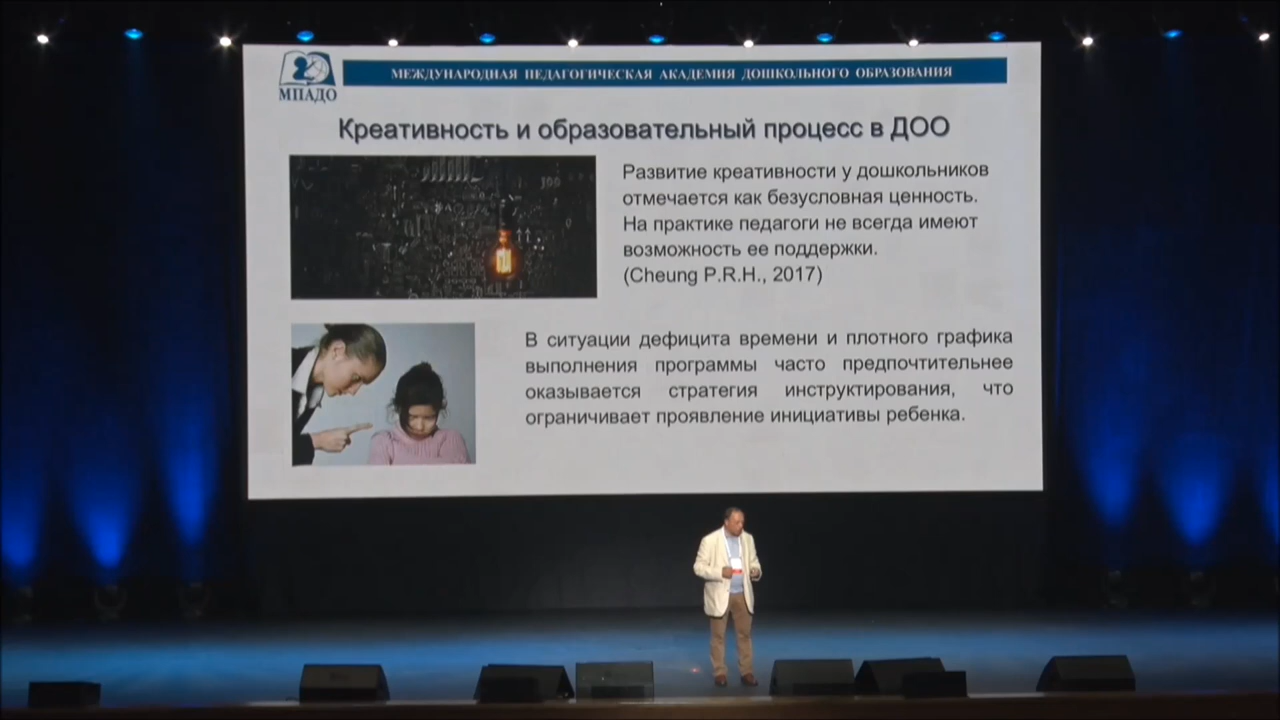 МЕЖДУНАРОДНАЯ ПЕДАГОГИЧЕСКАЯ АКАДЕМИЯ ДОШКОЛЬНОГО ОБРАЗОВАНИЯ
МПАДО
Креативность и образовательный процесс в ДОО
Развитие креативности у дошкольников
отмечается как безусловная ценность.
На практике педагоги не всегда имеют
возможность ее поддержки.
(Cheung P.R.H., 2017)
В ситуации дефицита времени и плотного графика
выполнения программы часто предпочтительнее
оказывается стратегия инструктирования, что
ограничивает проявление инициативы ребенка.